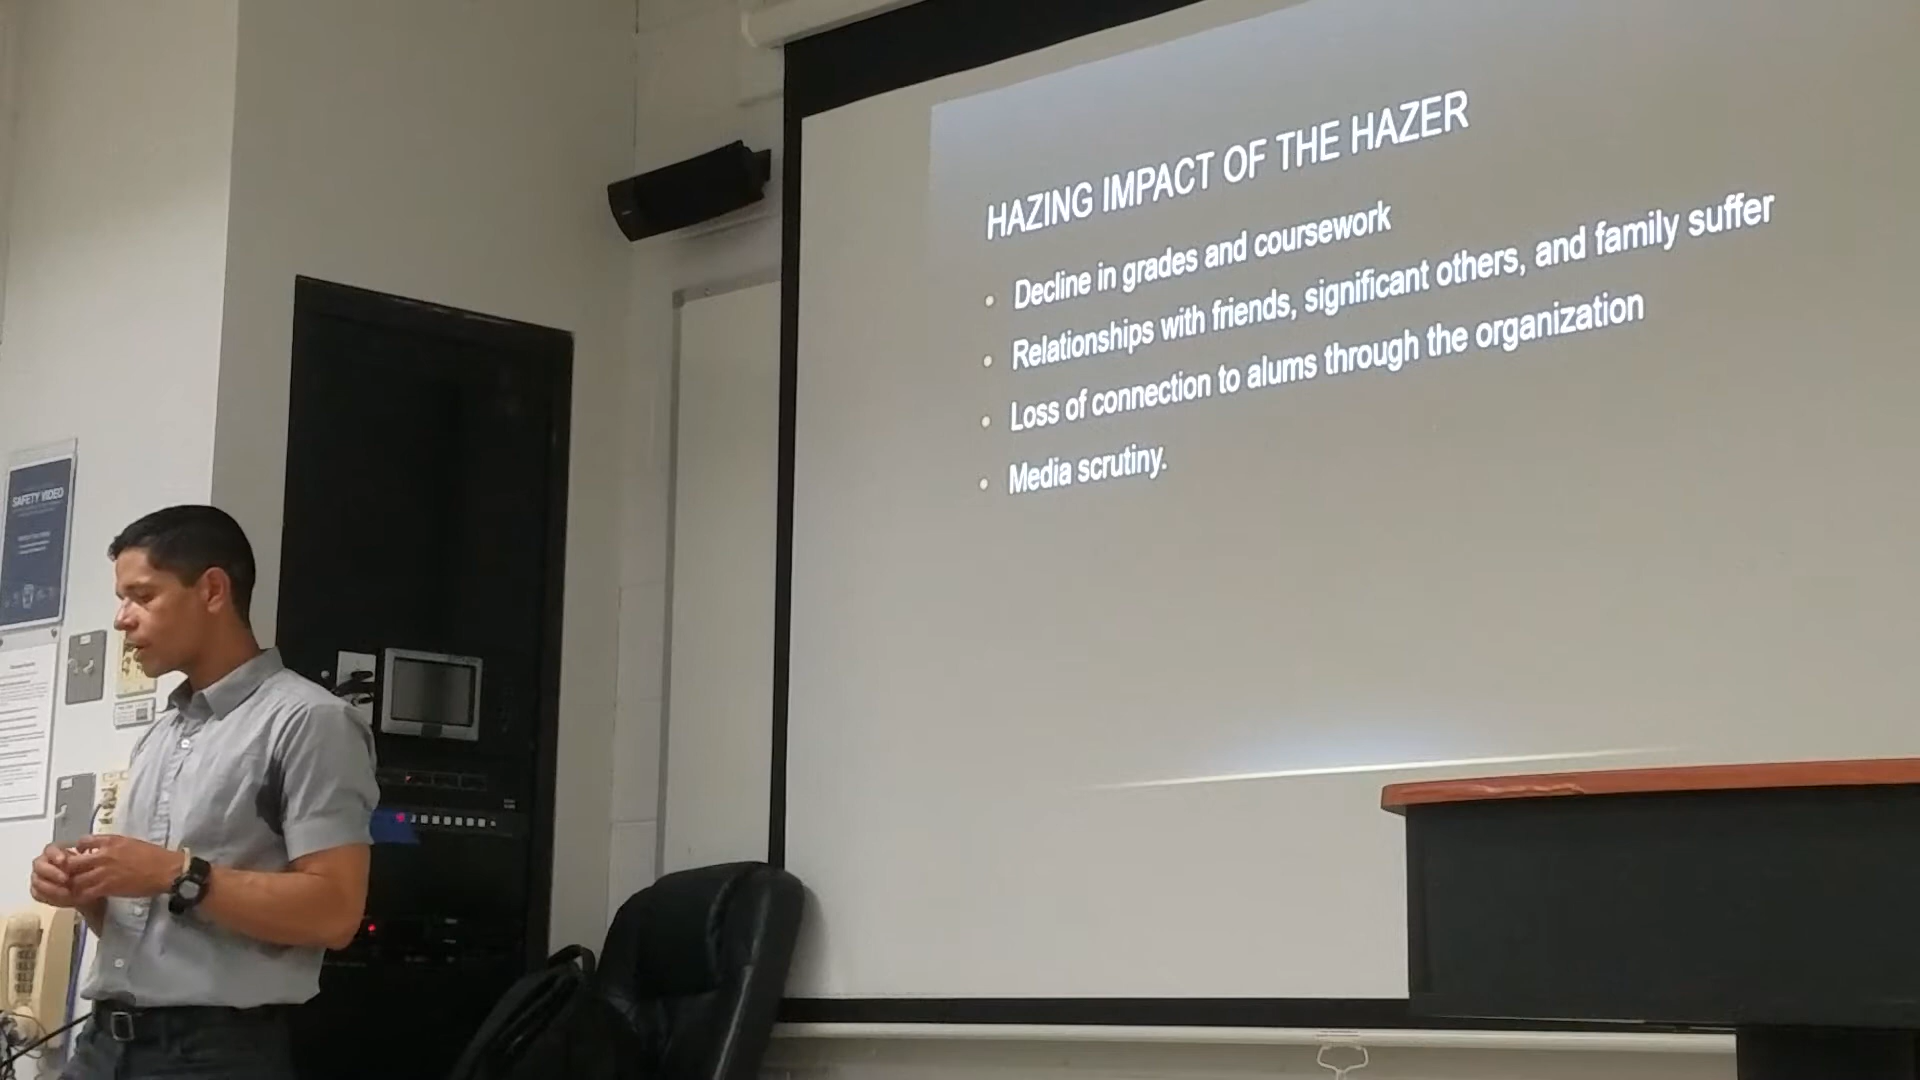 HAZING IMPACT OF THE HAZER
• Decline in grades and coursework
• Relationships with friends, significant others, and family suffer
• Loss of connection to alums through the organization
• Media scrutiny.
SAFETY VIDEO